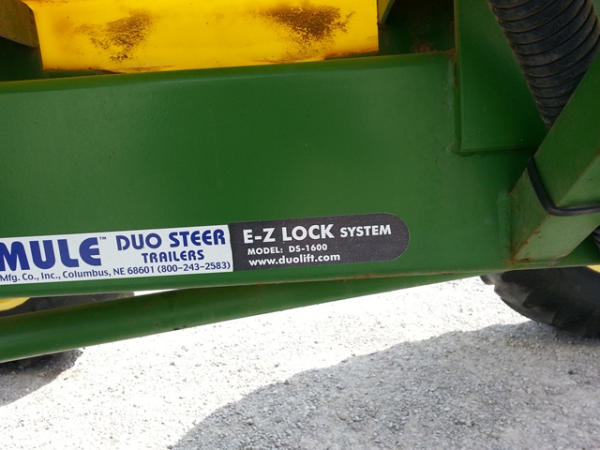 MULE™ DUO STEER
TRAILERS
Mfg. Co., Inc., Columbus, NE 68601 (800-243-2583)
E-Z LOCK SYSTEM
MODEL: DS-1600
www.duolift.com